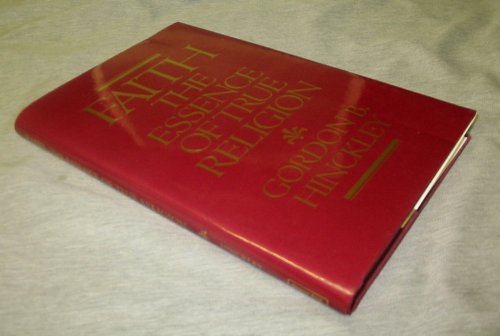 FAITH
THE
ESSENCE
OF TRUE
RELIGION
GORDON B.
HINCKLEY